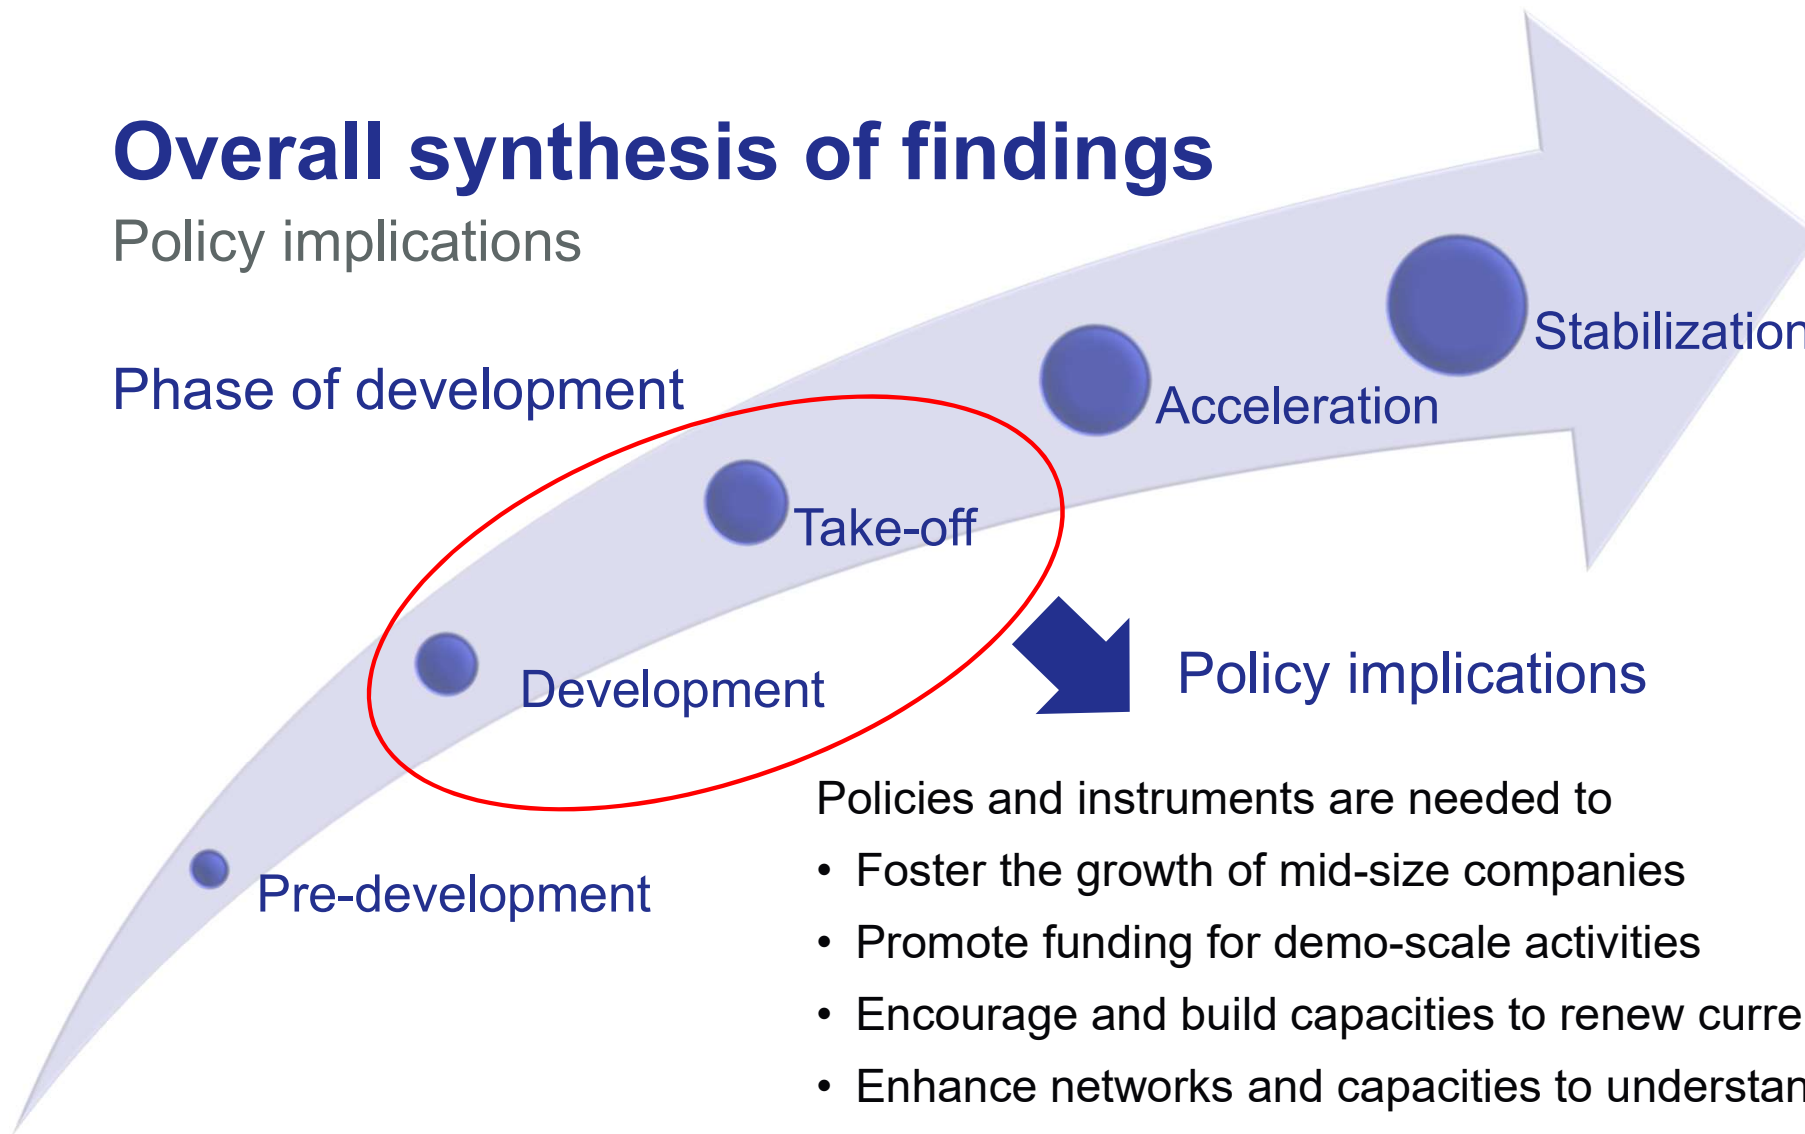 Overall synthesis of findings
Policy implications
Phase of development
Stabilization
Acceleration
Take-off
Development
Pre-development
Policy implications
Policies and instruments are needed to
• Foster the growth of mid-size companies
• Promote funding for demo-scale activities
• Encourage and build capacities to renew
• Enhance networks and capacities to